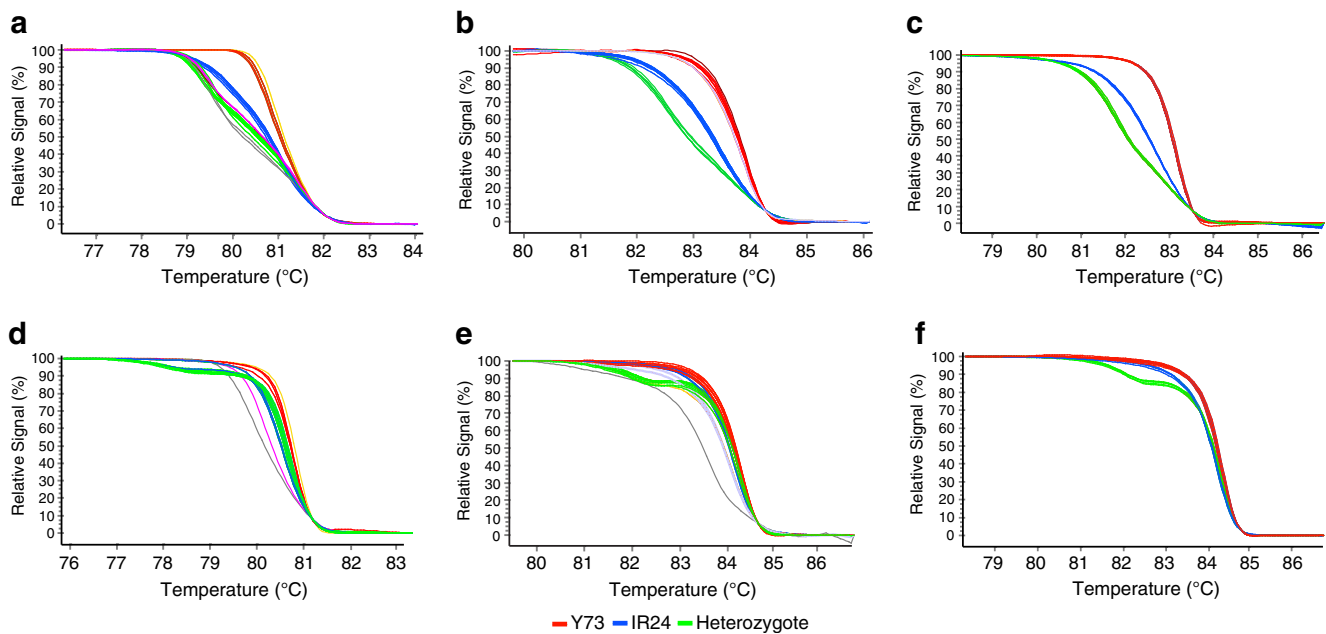 a
Relative Signal (%)
100
90
80
70
60
50
40
30
20
10
0
77 78 79 80 81 82 83 84
Temperature (°C)
b
Relative Signal (%)
100
90
80
70
60
50
40
30
20
10
0
80 81 82 83 84 85 86
Temperature (°C)
c
Relative Signal (%)
100
90
80
70
60
50
40
30
20
10
0
79 80 81 82 83 84 85 86
Temperature (°C)
d
Relative Signal (%)
100
90
80
70
60
50
40
30
20
10
0
76 77 78 79 80 81 82 83
Temperature (°C)
e
Relative Signal (%)
100
90
80
70
60
50
40
30
20
10
0
80 81 82 83 84 85 86
Temperature (°C)
f
Relative Signal (%)
100
90
80
70
60
50
40
30
20
10
0
79 80 81 82 83 84 85 86
Temperature (°C)
Y73 IR24 Heterozygote